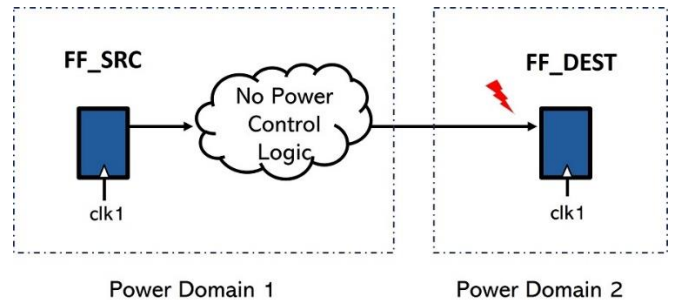 FF_SRC
FF_DEST
No Power
Control
Logic
clk1
clk1
Power Domain 1
Power Domain 2